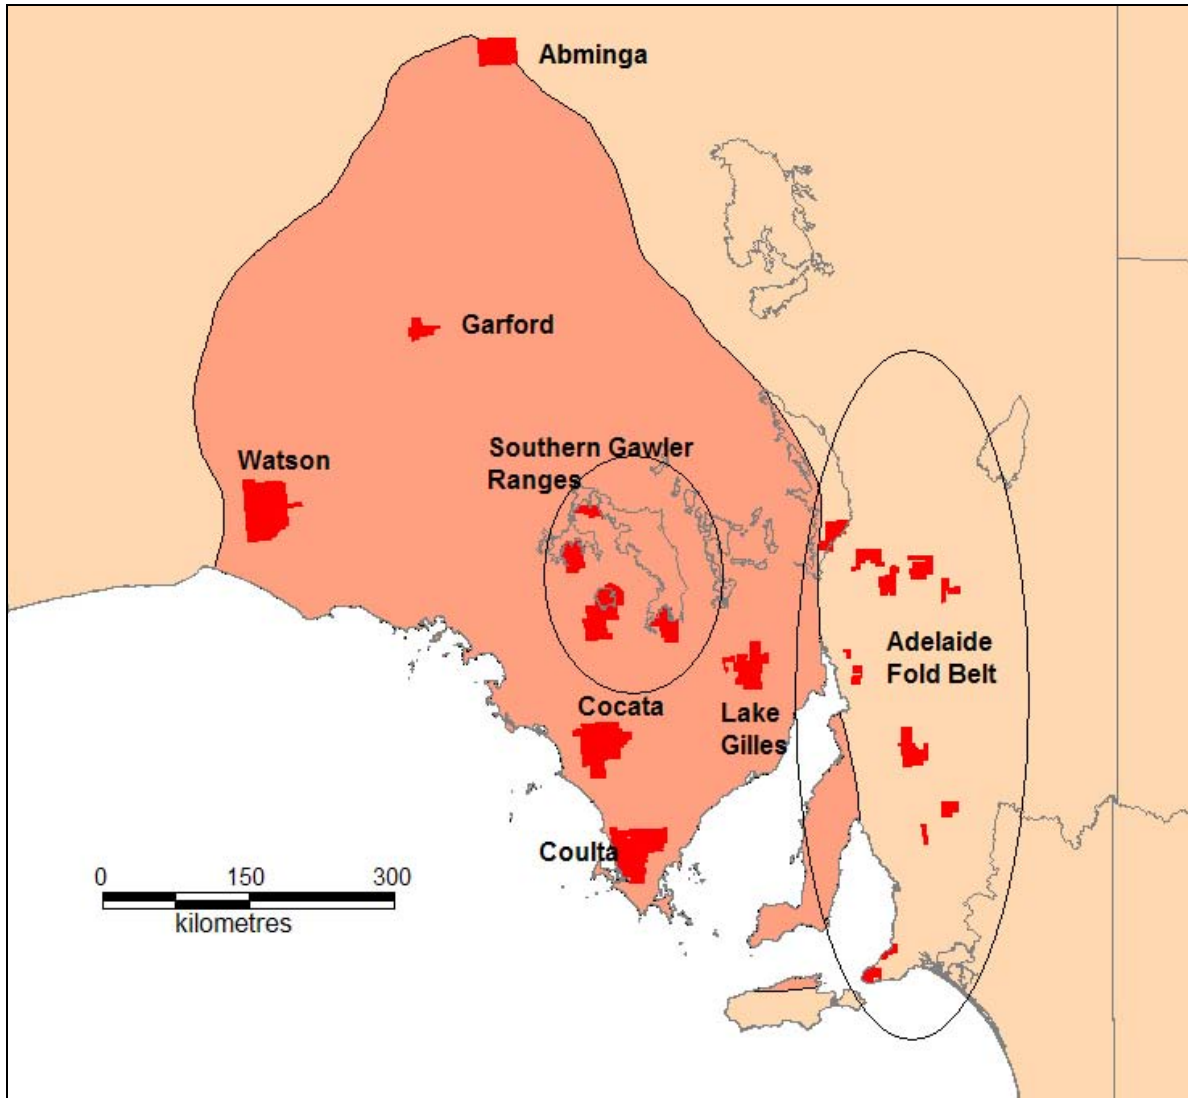 Abminga
Garford
Southern Gawler
Ranges
Watson
Adelaide
Fold Belt
Cocata
Lake
Gilles
Coulta
0 150 300
kilometres